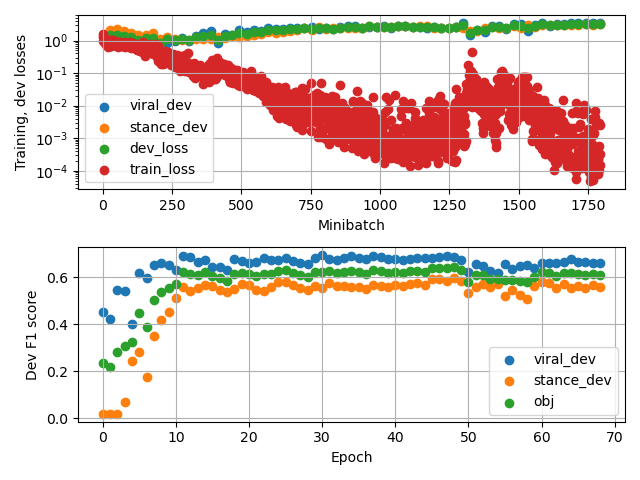 Training, dev losses
10⁰
10⁻¹
10⁻²
10⁻³
10⁻⁴
viral_dev
stance_dev
dev_loss
train_loss
0 250 500 750 1000 1250 1500 1750
Minibatch
Dev F1 score
0.6
0.4
0.2
0.0
viral_dev
stance_dev
obj
0 10 20 30 40 50 60 70
Epoch